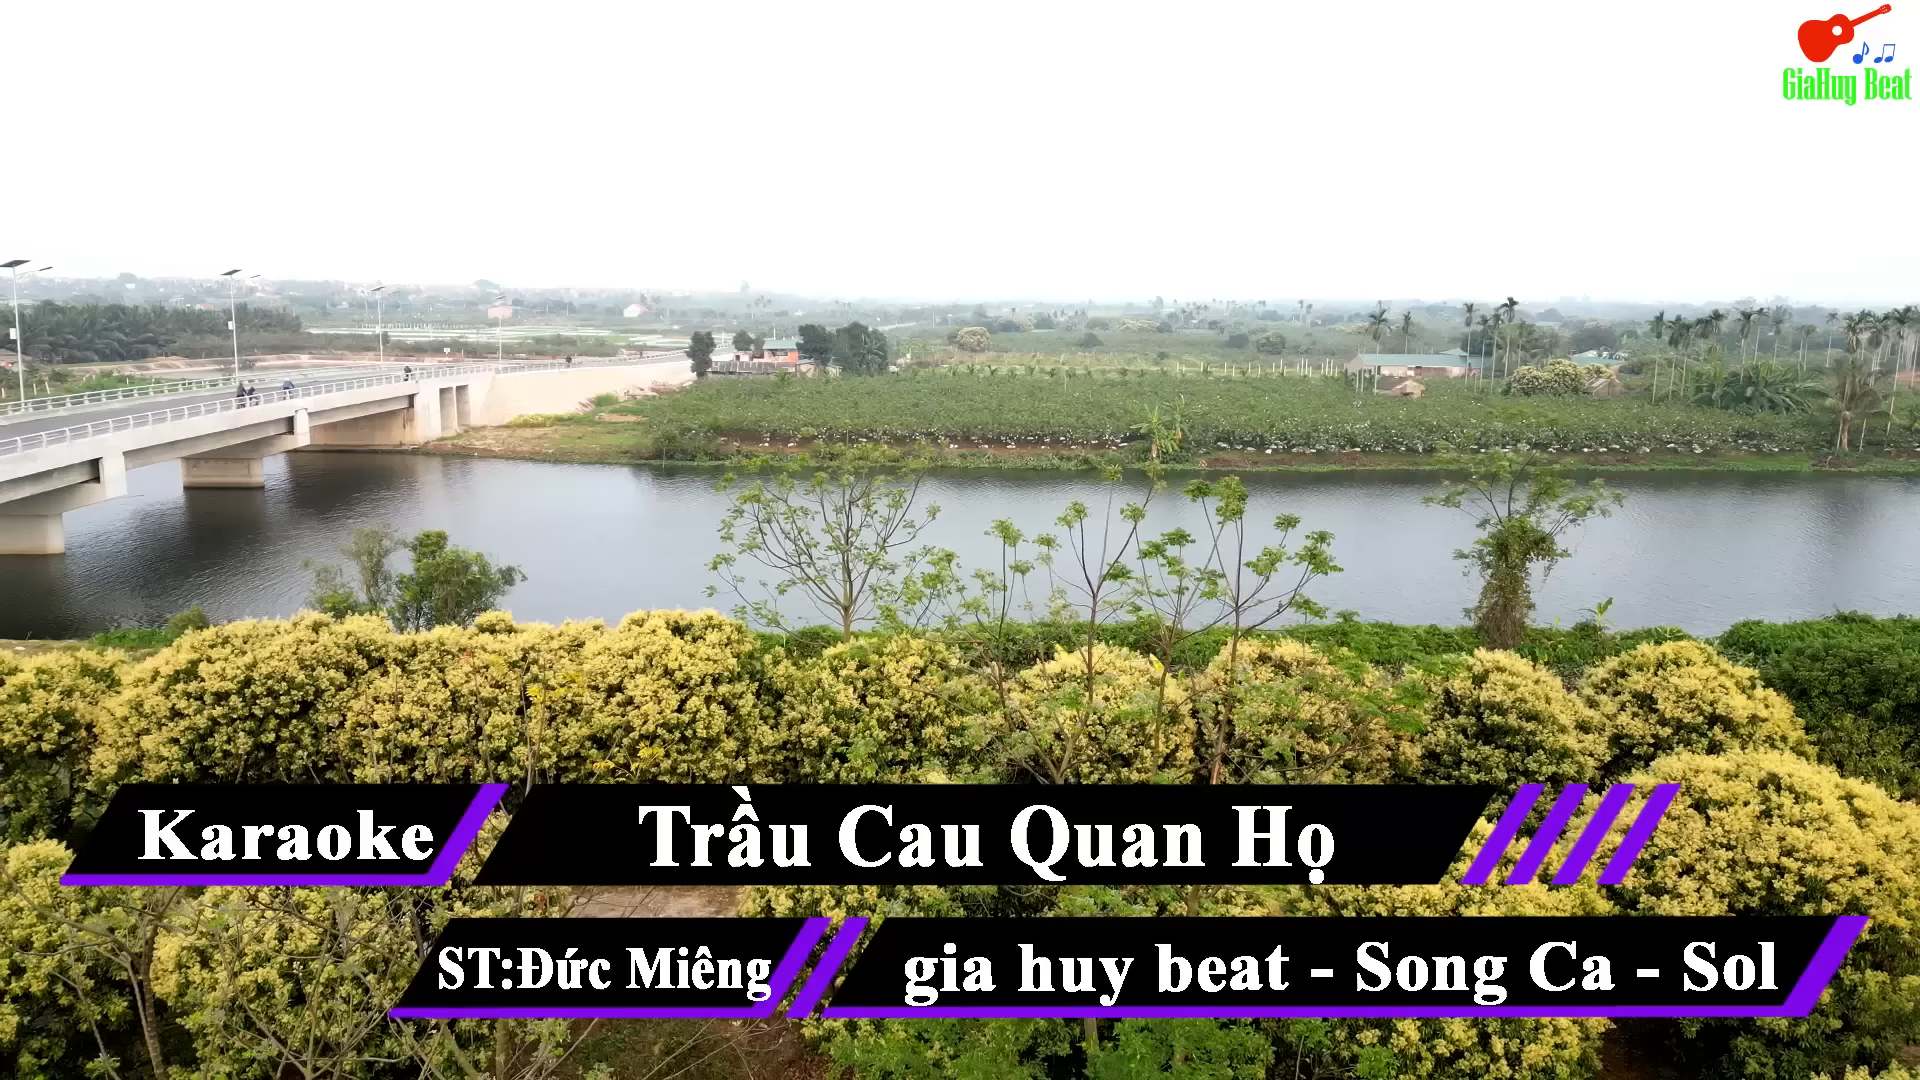 GiaHuy Beat
Karaoke
Trầu Cau Quan Họ
ST:Đức Miêng
gia huy beat - Song Ca - Sol